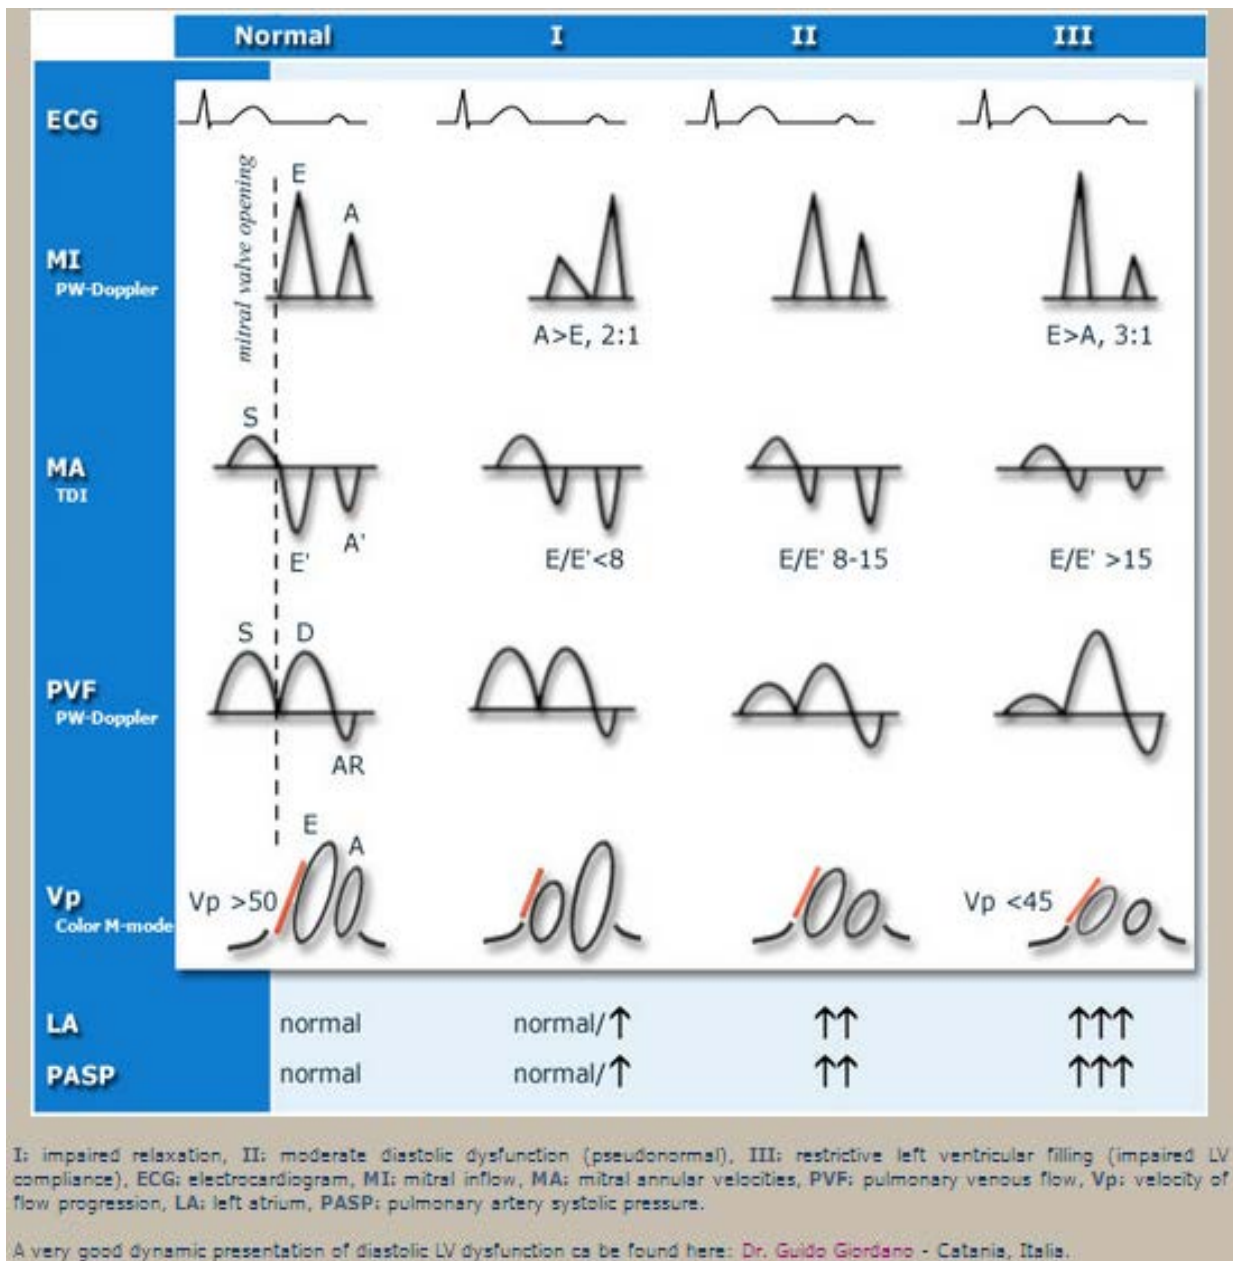 Normal I II III
ECG
mitral valve opening
E
A
MI
PW-Doppler
A>E, 2:1
E>A, 3:1
S
MA
TDI
E'
A'
E/E'<8
E/E' 8-15
E/E' >15
S D
PVF
PW-Doppler
AR
E
A
Vp
Color M-mode
Vp >50
Vp <45
LA normal normal/↑ ↑↑ ↑↑↑
PASP normal normal/↑ ↑↑ ↑↑↑
I: impaired relaxation, II: moderate diastolic dysfunction (pseudonormal), III: restrictive left ventricular filling (impaired LV
compliance), ECG: electrocardiogram, MI: mitral inflow, MA: mitral annular velocities, PVF: pulmonary venous flow, Vp: velocity of
flow progression, LA: left atrium, PASP: pulmonary artery systolic pressure.
A very good dynamic presentation of diastolic LV dysfunction ca be found here: Dr. Guido Giordano - Catania, Italia.